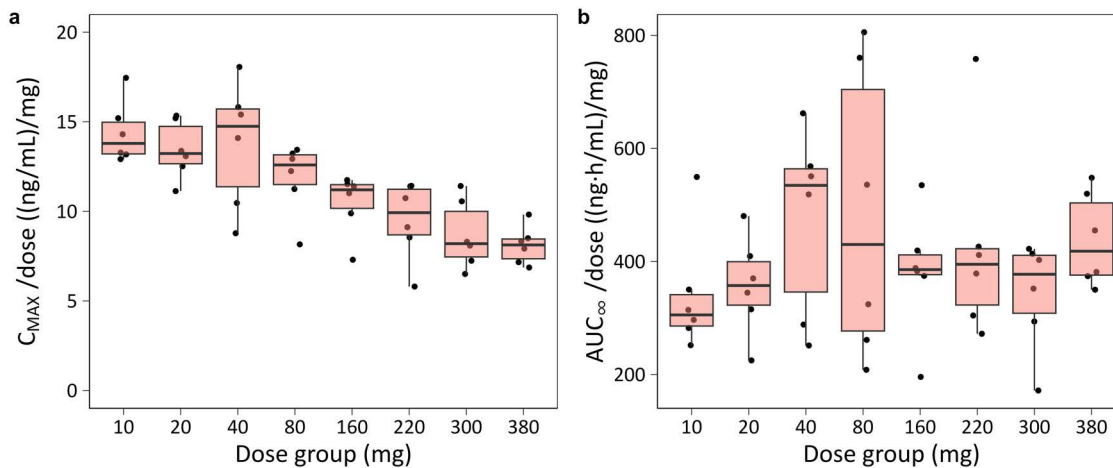 a
20
15
10
5
0
C_MAX /dose ((ng/mL)/mg)
10 20 40 80 160 220 300 380
Dose group (mg)
b
800
600
400
200
AUC∞ /dose ((ng·h/mL)/mg)
10 20 40 80 160 220 300 380
Dose group (mg)